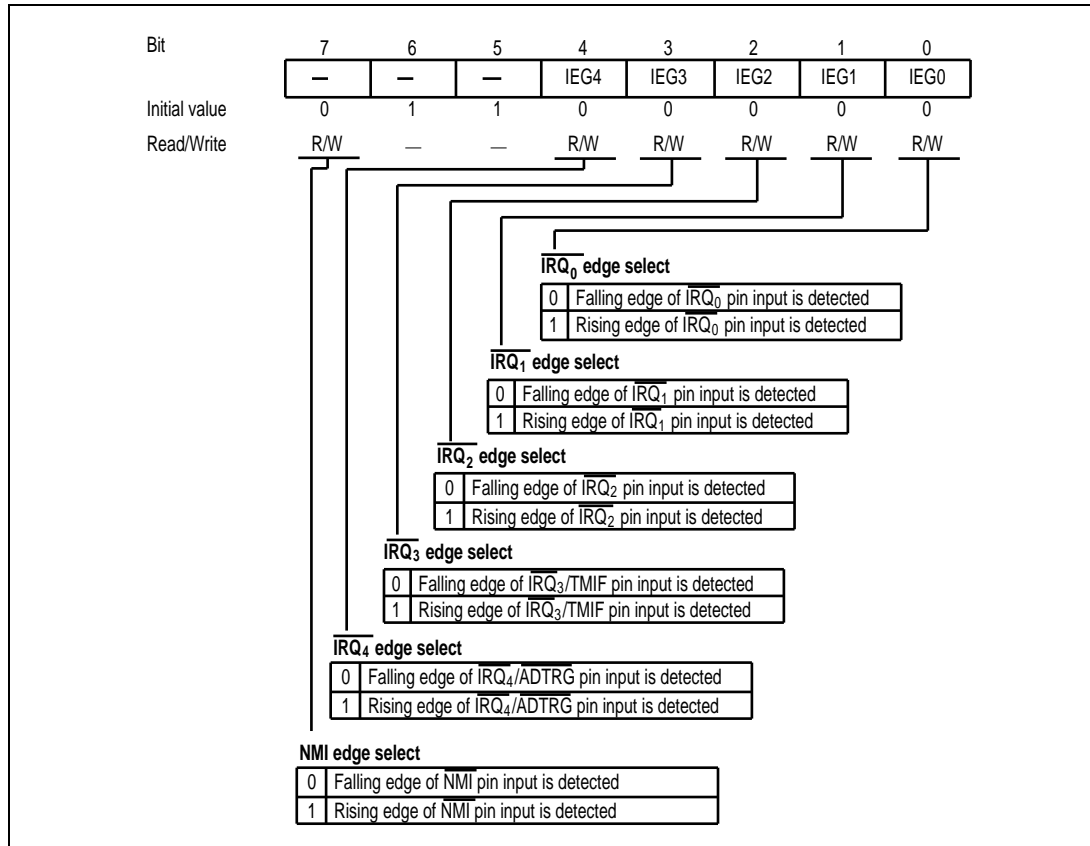 Bit 7 6 5 4 3 2 1 0
— — — IEG4 IEG3 IEG2 IEG1 IEG0
Initial value 0 1 1 0 0 0 0 0
Read/Write R/W — — R/W R/W R/W R/W R/W
IRQ0 edge select
0 Falling edge of IRQ0 pin input is detected
1 Rising edge of IRQ0 pin input is detected
IRQ1 edge select
0 Falling edge of IRQ1 pin input is detected
1 Rising edge of IRQ1 pin input is detected
IRQ2 edge select
0 Falling edge of IRQ2 pin input is detected
1 Rising edge of IRQ2 pin input is detected
IRQ3 edge select
0 Falling edge of IRQ3/TMIF pin input is detected
1 Rising edge of IRQ3/TMIF pin input is detected
IRQ4 edge select
0 Falling edge of IRQ4/ADTRG pin input is detected
1 Rising edge of IRQ4/ADTRG pin input is detected
NMI edge select
0 Falling edge of NMI pin input is detected
1 Rising edge of NMI pin input is detected